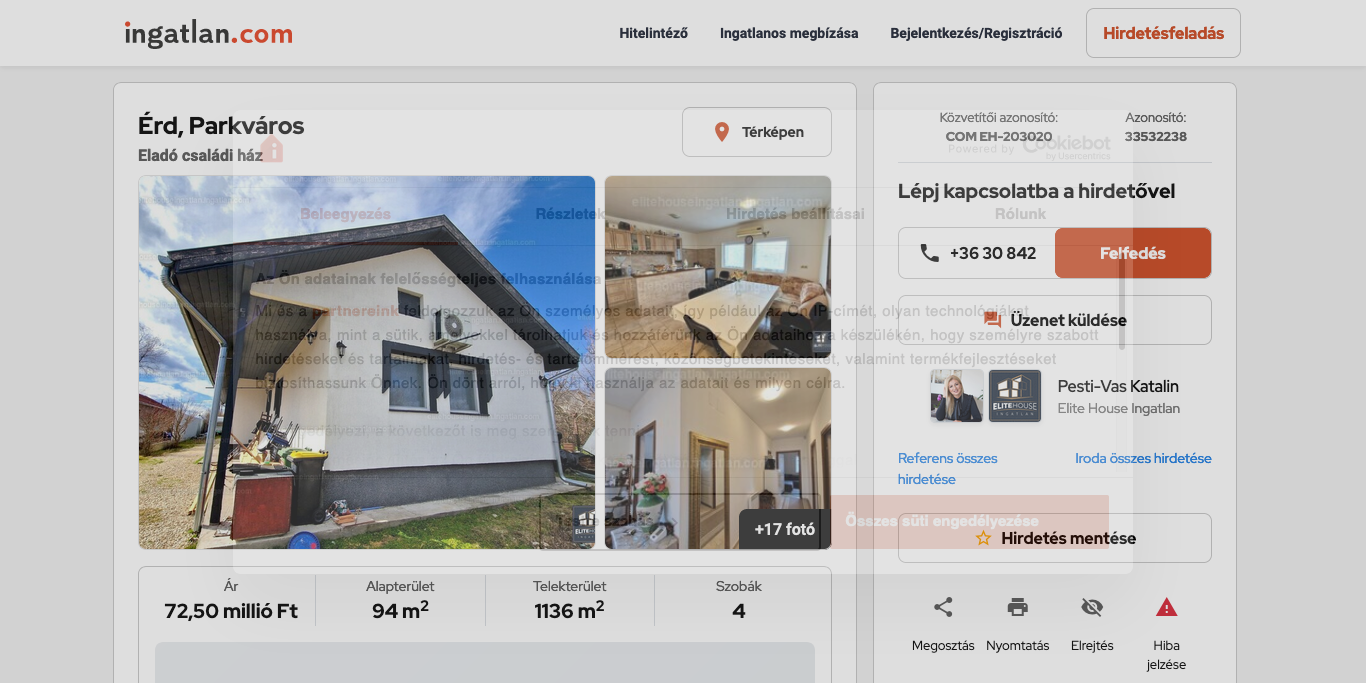 ingatlan.com
Hitelintéző
Ingatlanos megbízása
Bejelentkezés/Regisztráció
Hirdetésfeladás
Érd, Parkváros
Eladó családi ház
Térképen
Közvetítői azonosító:
COM EH-203020
Azonosító:
33532238
Powered by Cookiebot
by Usercentrics
Lépj kapcsolatba a hirdetővel
+36 30 842
Felfedés
Üzenet küldése
Pesti-Vas Katalin
Elite House Ingatlan
ELITEHOUSE
INGATLAN
Referens összes
hirdetése
Iroda összes hirdetése
Hirdetés mentése
Megosztás
Nyomtatás
Elrejtés
Hiba
jelzése
Beleegyezés
Részletek
Hirdetés beállításai
Rólunk
Az Ön adatainak felelősségteljes felhasználása
Mi és a partnereink feldolgozzuk az Ön személyes adatait, így például az Ön IP-címét, olyan technológiákat
használva, mint a sütik, amelyekkel tárolhatjuk és hozzáférünk az Ön adataihoz a készülékén, hogy személyre szabott
hirdetéseket és tartalmakat, hirdetés- és tartalommérést, közönségbetekintéseket, valamint termékfejlesztéseket
biztosíthassunk Önnek. Ön dönt arról, hogy ki használja az adatait és milyen célra.
a következőt is meg szeretnénk tenni
Összes süti engedélyezése
+17 fotó
Ár
72,50 millió Ft
Alapterület
94 m²
Telekterület
1136 m²
Szobák
4